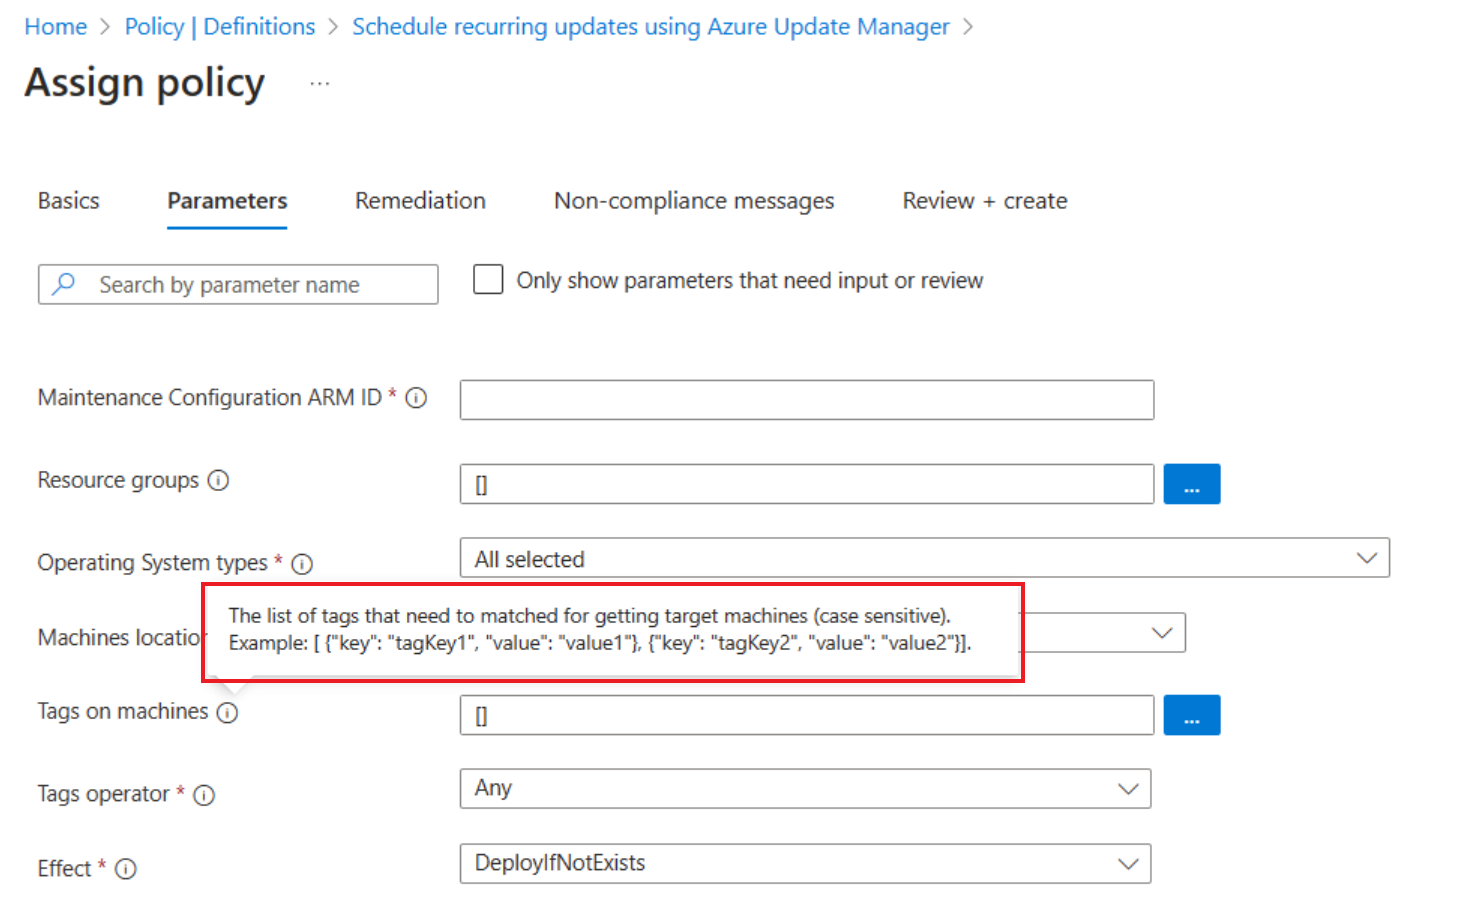 Home > Policy | Definitions > Schedule recurring updates using Azure Update Manager >
Assign policy ...
Basics Parameters Remediation Non-compliance messages Review + create
Search by parameter name Only show parameters that need input or review
Maintenance Configuration ARM ID *
Resource groups [] ...
Operating System types * All selected
The list of tags that need to matched for getting target machines (case sensitive).
Example: [ {"key": "tagKey1", "value": "value1"}, {"key": "tagKey2", "value": "value2"}].
Machines
Tags on machines [] ...
Tags operator * Any
Effect * DeployIfNotExists